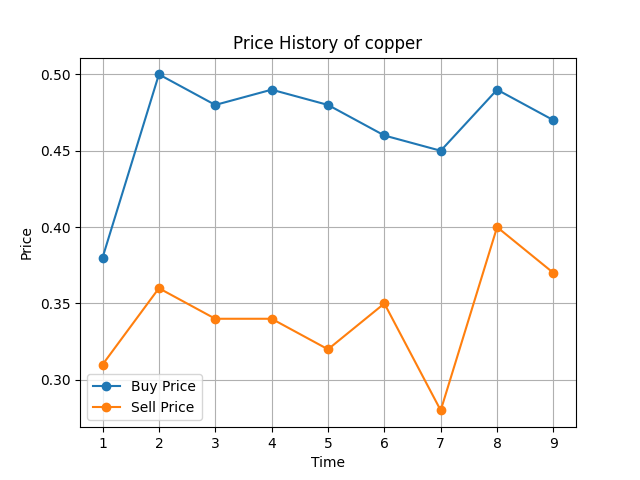 Price History of copper
0.50
0.45
0.40
0.35
0.30
Price
Buy Price
Sell Price
1 2 3 4 5 6 7 8 9
Time